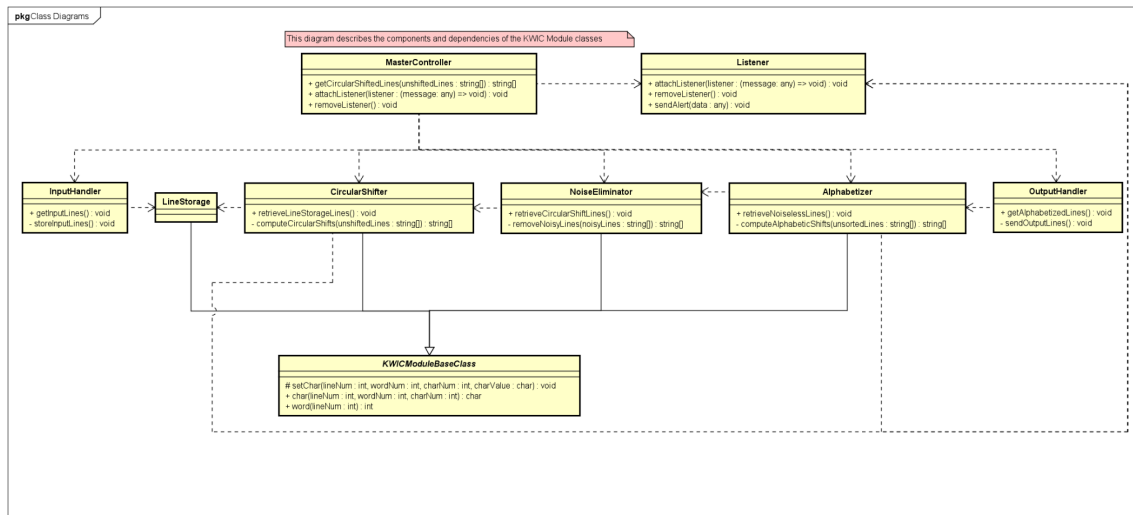 pkg Class Diagrams
This diagram describes the components and dependencies of the KWIC Module classes
MasterController
+ getCircularShiftedLines(unshiftedLines : string[]) : string[]
+ attachListener(listener : (message: any) => void) : void
+ removeListener() : void
Listener
+ attachListener(listener : (message: any) => void) : void
+ removeListener() : void
+ sendAlert(data : any) : void
InputHandler
+ getInputLines() : void
- storeInputLines() : void
LineStorage
CircularShifter
+ retrieveLineStorageLines() : void
- computeCircularShifts(unshiftedLines : string[]) : string[]
NoiseEliminator
+ retrieveCircularShiftLines() : void
- removeNoisyLines(noisyLines : string[]) : string[]
Alphabetizer
+ retrieveNoiselessLines() : void
- computeAlphabeticShifts(unsortedLines : string[]) : string[]
OutputHandler
+ getAlphabetizedLines() : void
- sendOutputLines() : void
KWICModuleBaseClass
# setChar(lineNum : int, wordNum : int, charNum : int, charValue : char) : void
+ char(lineNum : int, wordNum : int, charNum : int) : char
+ word(lineNum : int) : int